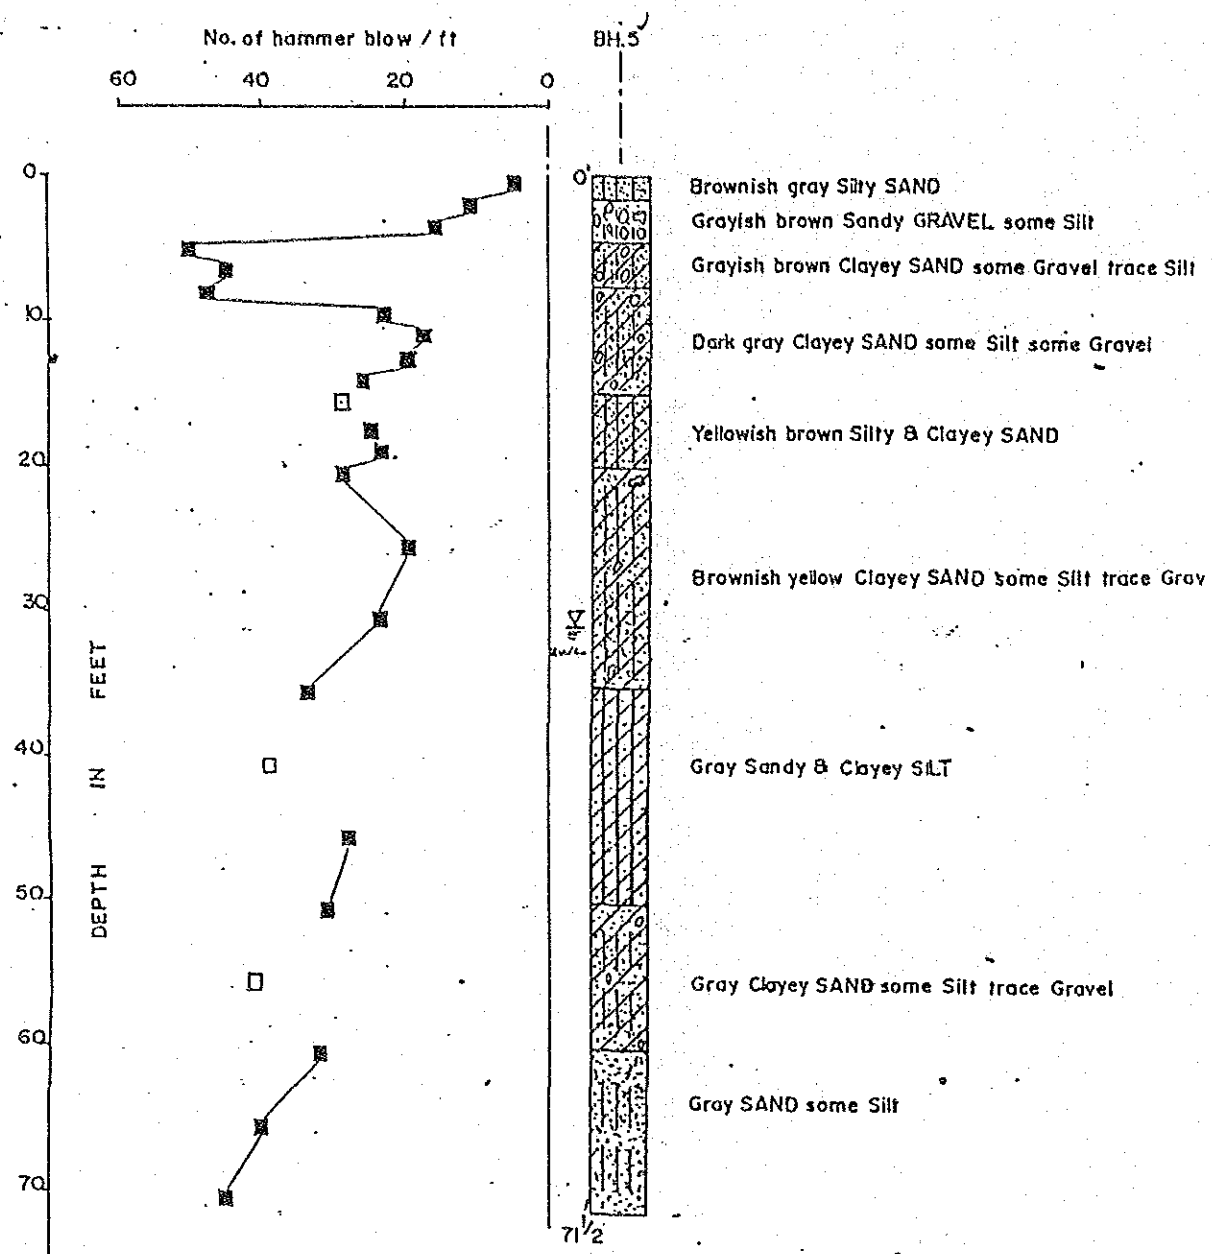 No. of hammer blow / ft
BH.5
60 40 20 0
0
0'
Brownish gray Silty SAND
Grayish brown Sandy GRAVEL some Silt
Grayish brown Clayey SAND some Gravel trace Silt
10
Dark gray Clayey SAND some Silt some Gravel
Yellowish brown Silty & Clayey SAND
20
Brownish yellow Clayey SAND some Silt trace Grav
30
DEPTH IN FEET
40
Gray Sandy & Clayey SILT
50
Gray Clayey SAND some Silt trace Gravel
60
Gray SAND some Silt
70
71 1/2